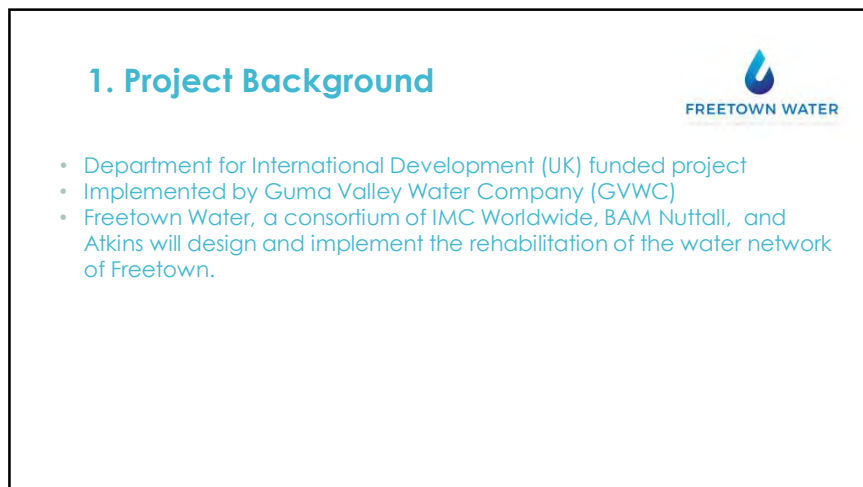 1. Project Background
FREETOWN WATER
• Department for International Development (UK) funded project
• Implemented by Guma Valley Water Company (GVWC)
• Freetown Water, a consortium of IMC Worldwide, BAM Nuttall, and
Atkins will design and implement the rehabilitation of the water network
of Freetown.